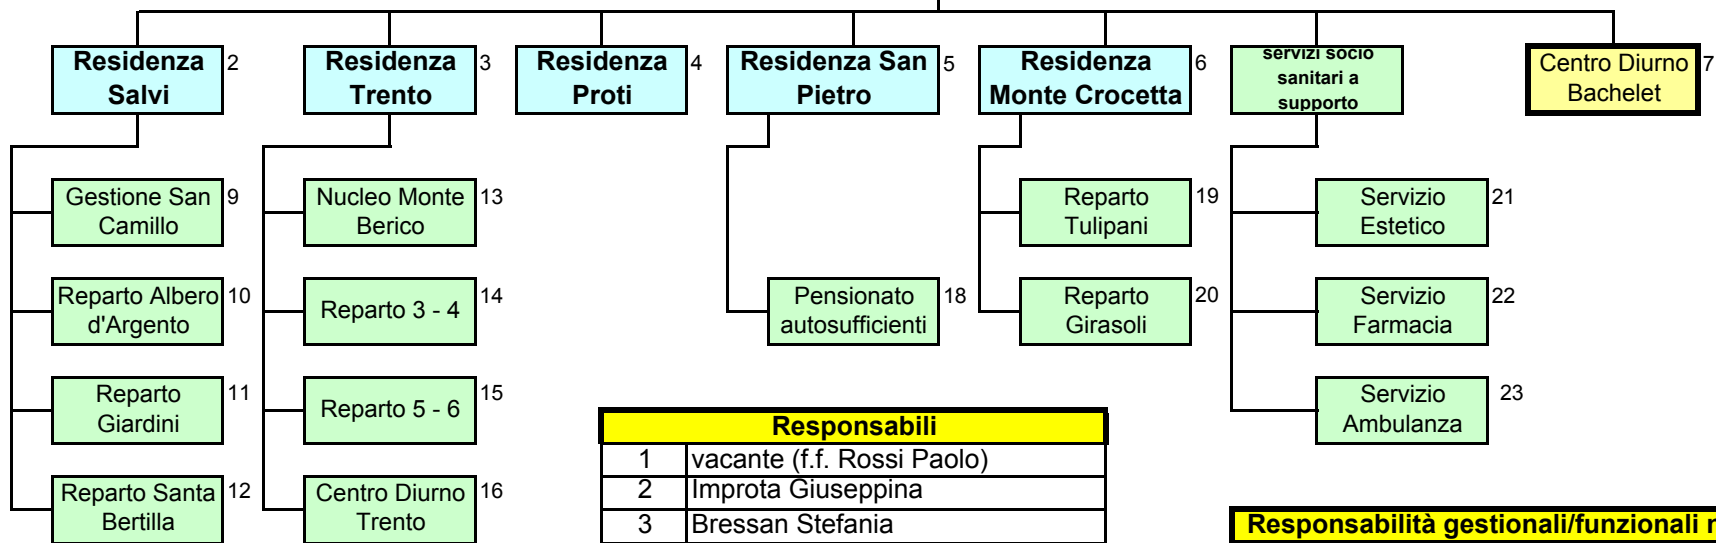 Residenza
Salvi
2
Residenza
Trento
3
Residenza
Proti
4
Residenza San
Pietro
5
Residenza
Monte Crocetta
6
servizi socio
sanitari a
supporto
Centro Diurno
Bachelet
7
Gestione San
Camillo
9
Nucleo Monte
Berico
13
Reparto
Tulipani
19
Servizio
Estetico
21
Reparto Albero
d'Argento
10
Reparto 3 - 4
14
Pensionato
autosufficienti
18
Reparto
Girasoli
20
Servizio
Farmacia
22
Reparto
Giardini
11
Reparto 5 - 6
15
Servizio
Ambulanza
23
Reparto Santa
Bertilla
12
Centro Diurno
Trento
16
Responsabili
1 vacante (f.f. Rossi Paolo)
2 Improta Giuseppina
3 Bressan Stefania
Responsabilità gestionali/funzionali